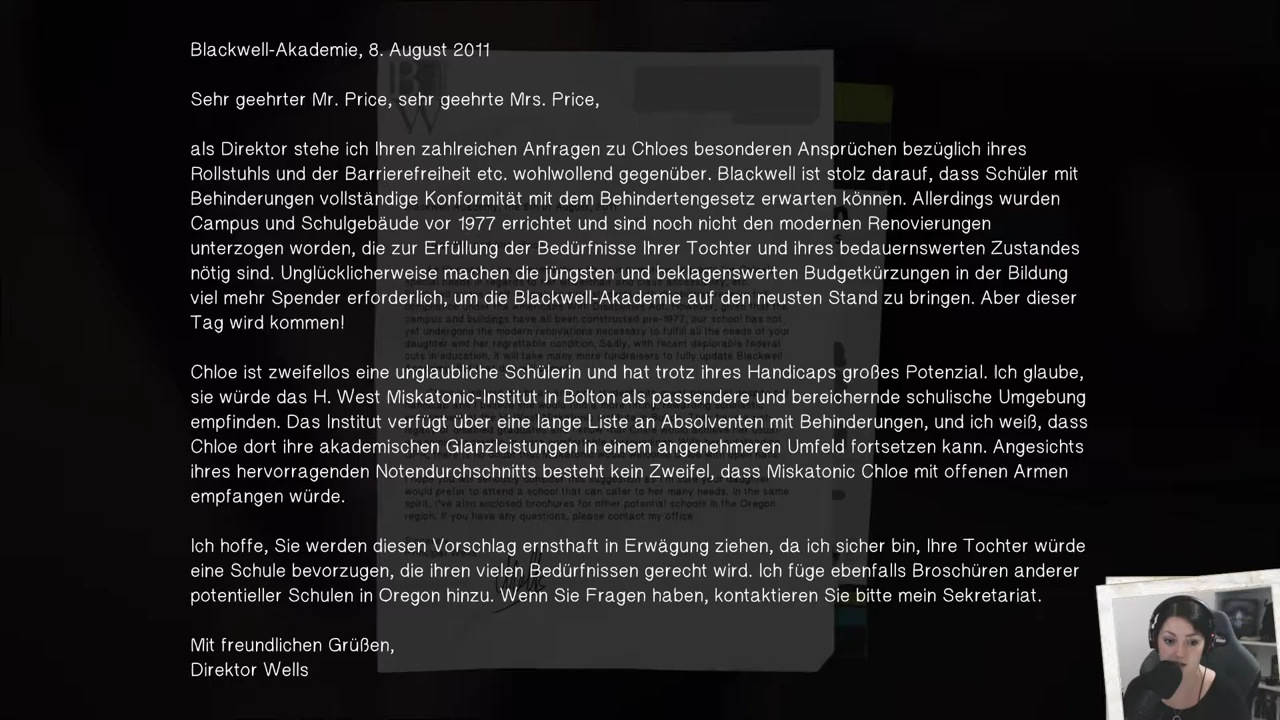 Blackwell-Akademie, 8. August 2011
Sehr geehrter Mr. Price, sehr geehrte Mrs. Price,
als Direktor stehe ich Ihren zahlreichen Anfragen zu Chloes besonderen Ansprüchen bezüglich ihres
Rollstuhls und der Barrierefreiheit etc. wohlwollend gegenüber. Blackwell ist stolz darauf, dass Schüler mit
Behinderungen vollständige Konformität mit dem Behindertengesetz erwarten können. Allerdings wurden
Campus und Schulgebäude vor 1977 errichtet und sind noch nicht den modernen Renovierungen
unterzogen worden, die zur Erfüllung der Bedürfnisse Ihrer Tochter und ihres bedauernswerten Zustandes
nötig sind. Unglücklicherweise machen die jüngsten und beklagenswerten Budgetkürzungen in der Bildung
viel mehr Spender erforderlich, um die Blackwell-Akademie auf den neusten Stand zu bringen. Aber dieser
Tag wird kommen!
Chloe ist zweifellos eine unglaubliche Schülerin und hat trotz ihres Handicaps großes Potenzial. Ich glaube,
sie würde das H. West Miskatonic-Institut in Bolton als passendere und bereichernde schulische Umgebung
empfinden. Das Institut verfügt über eine lange Liste an Absolventen mit Behinderungen, und ich weiß, dass
Chloe dort ihre akademischen Glanzleistungen in einem angenehmeren Umfeld fortsetzen kann. Angesichts
ihres hervorragenden Notendurchschnitts besteht kein Zweifel, dass Miskatonic Chloe mit offenen Armen
empfangen würde.
Ich hoffe, Sie werden diesen Vorschlag ernsthaft in Erwägung ziehen, da ich sicher bin, Ihre Tochter würde
eine Schule bevorzugen, die ihren vielen Bedürfnissen gerecht wird. Ich füge ebenfalls Broschüren anderer
potentieller Schulen in Oregon hinzu. Wenn Sie Fragen haben, kontaktieren Sie bitte mein Sekretariat.
Mit freundlichen Grüßen,
Direktor Wells